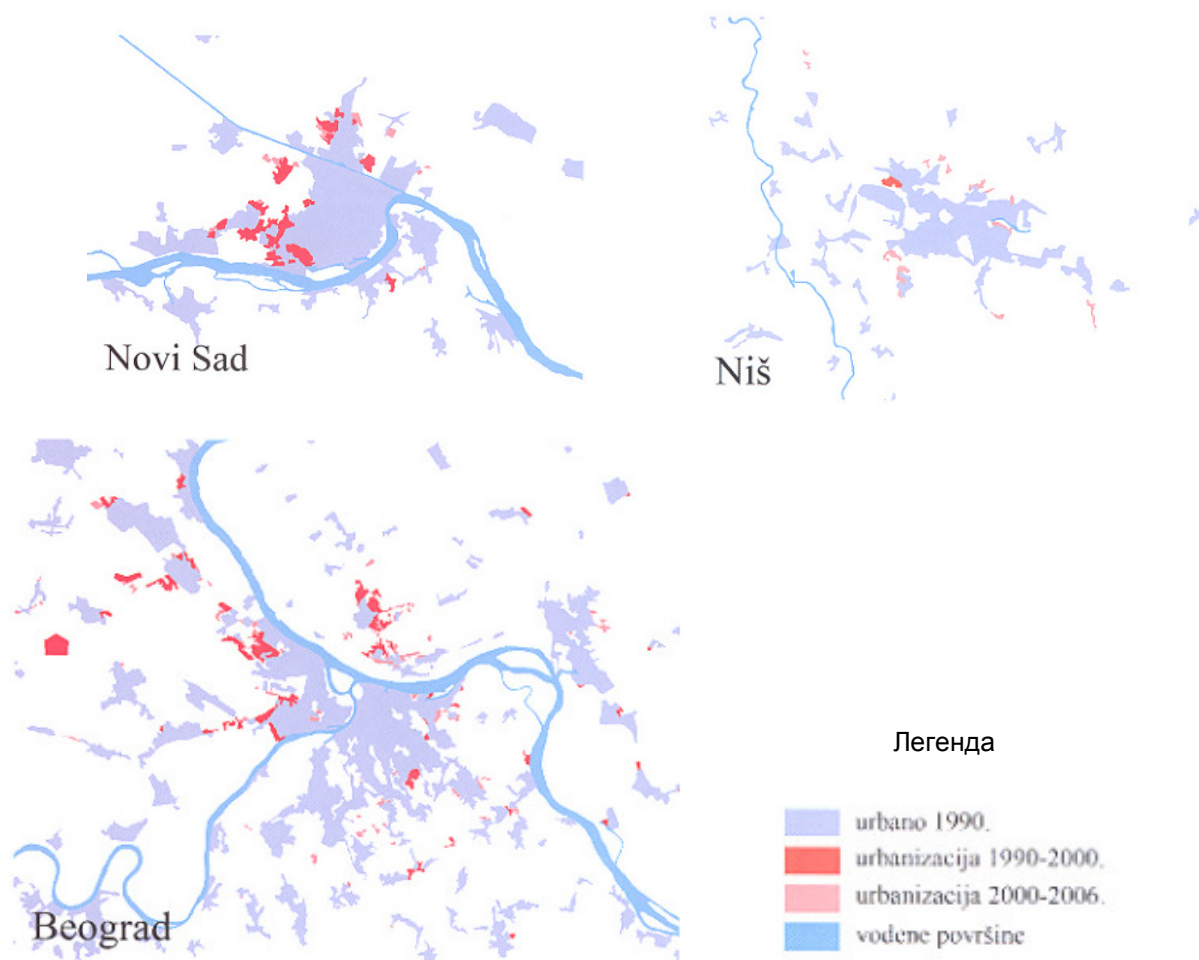 Novi Sad
Niš
Beograd
Легенда
urbano 1990.
urbanizacija 1990-2000.
urbanizacija 2000-2006.
vodene površine